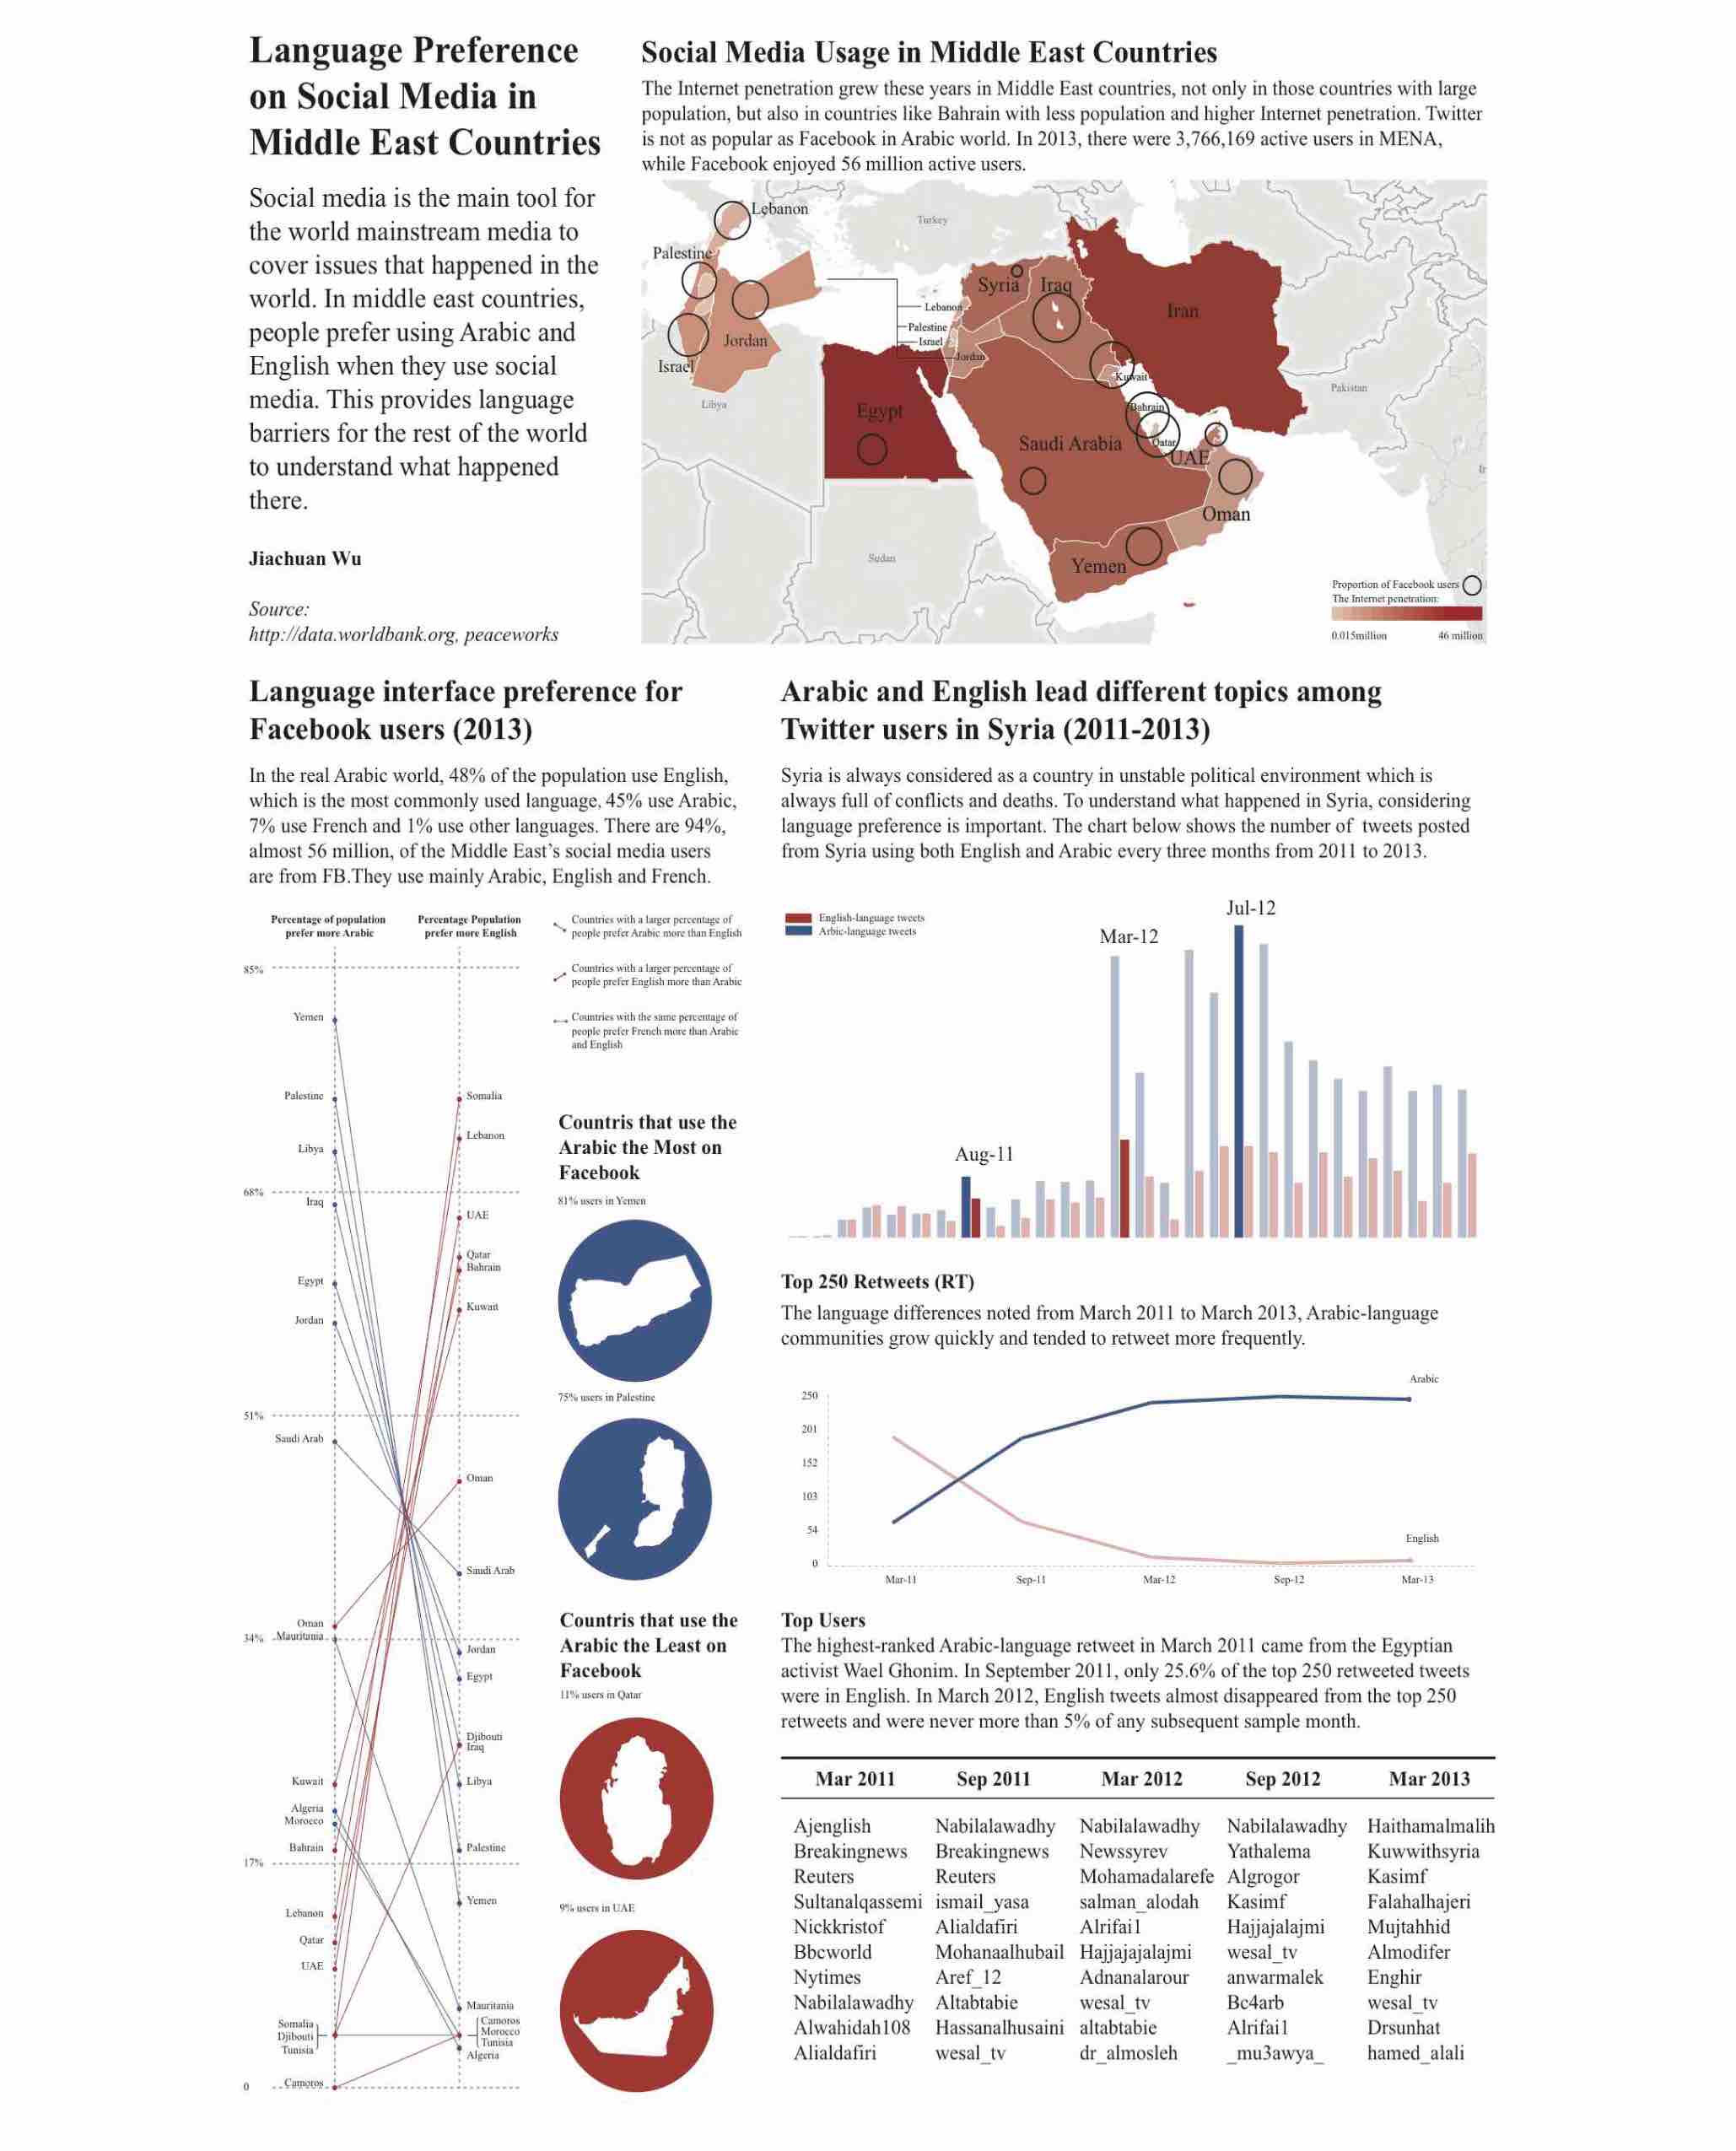 Language Preference
on Social Media in
Middle East Countries
Social media is the main tool for
the world mainstream media to
cover issues that happened in the
world. In middle east countries,
people prefer using Arabic and
English when they use social
media. This provides language
barriers for the rest of the world
to understand what happened
there.
Jiachuan Wu
Source:
http://data.worldbank.org, peaceworks
Social Media Usage in Middle East Countries
The Internet penetration grew these years in Middle East countries, not only in those countries with large
population, but also in countries like Bahrain with less population and higher Internet penetration. Twitter
is not as popular as Facebook in Arabic world. In 2013, there were 3,766,169 active users in MENA,
while Facebook enjoyed 56 million active users.
Lebanon
Turkey
Palestine
Syria
Iraq
Iran
Lebanon
Palestine
Israel
Jordan
Jordan
Israel
Kuwait
Pakistan
Libya
Egypt
Bahrain
Saudi Arabia
Qatar
UAE
Oman
Sudan
Yemen
Proportion of Facebook users
The Internet penetration:
0.015million
46 million
Language interface preference for
Facebook users (2013)
In the real Arabic world, 48% of the population use English,
which is the most commonly used language, 45% use Arabic,
7% use French and 1% use other languages. There are 94%,
almost 56 million, of the Middle East's social media users
are from FB.They use mainly Arabic, English and French.
Percentage of population
prefer more Arabic
Percentage Population
prefer more English
Countries with a larger percentage of
people prefer Arabic more than English
Countries with a larger percentage of
people prefer English more than Arabic
Countries with the same percentage of
people prefer French more than Arabic
and English
85%
68%
51%
34%
17%
0
Yemen
Palestine
Libya
Iraq
Egypt
Jordan
Saudi Arab
Oman
Mauritania
Kuwait
Algeria
Morocco
Bahrain
Lebanon
Qatar
UAE
Somalia
Djibouti
Tunisia
Camoros
Somalia
Lebanon
UAE
Qatar
Bahrain
Kuwait
Oman
Saudi Arab
Jordan
Egypt
Djibouti
Iraq
Libya
Palestine
Yemen
Mauritania
Camoros
Morocco
Tunisia
Algeria
Countris that use the
Arabic the Most on
Facebook
81% users in Yemen
75% users in Palestine
Countris that use the
Arabic the Least on
Facebook
11% users in Qatar
9% users in UAE
Arabic and English lead different topics among
Twitter users in Syria (2011-2013)
Syria is always considered as a country in unstable political environment which is
always full of conflicts and deaths. To understand what happened in Syria, considering
language preference is important. The chart below shows the number of tweets posted
from Syria using both English and Arabic every three months from 2011 to 2013.
English-language tweets
Arbic-language tweets
Jul-12
Mar-12
Aug-11
Top 250 Retweets (RT)
The language differences noted from March 2011 to March 2013, Arabic-language
communities grow quickly and tended to retweet more frequently.
Arabic
250
201
152
103
54
0
English
Mar-11
Sep-11
Mar-12
Sep-12
Mar-13
Top Users
The highest-ranked Arabic-language retweet in March 2011 came from the Egyptian
activist Wael Ghonim. In September 2011, only 25.6% of the top 250 retweeted tweets
were in English. In March 2012, English tweets almost disappeared from the top 250
retweets and were never more than 5% of any subsequent sample month.
Mar 2011 Sep 2011 Mar 2012 Sep 2012 Mar 2013
Ajenglish Nabilalawadhy Nabilalawadhy Nabilalawadhy Haithamalmalih
Breakingnews Breakingnews Newssyrev Yathalema Kuwwithsyria
Reuters Reuters Mohamadalarefe Algrogor Kasimf
Sultanalqassemi ismail_yasa salman_alodah Kasimf Falahalhajeri
Nickkristof Alialdafiri Alrifai1 Hajjajalajmi Mujtahhid
Bbcworld Mohanaalhubail Hajjajajalajmi wesal_tv Almodifer
Nytimes Aref_12 Adnanalarour anwarmalek Enghir
Nabilalawadhy Altabtabie wesal_tv Bc4arb wesal_tv
Alwahidah108 Hassanalhusaini altabtabie Alrifai1 Drsunhat
Alialdafiri wesal_tv dr_almosleh _mu3awya_ hamed_alali